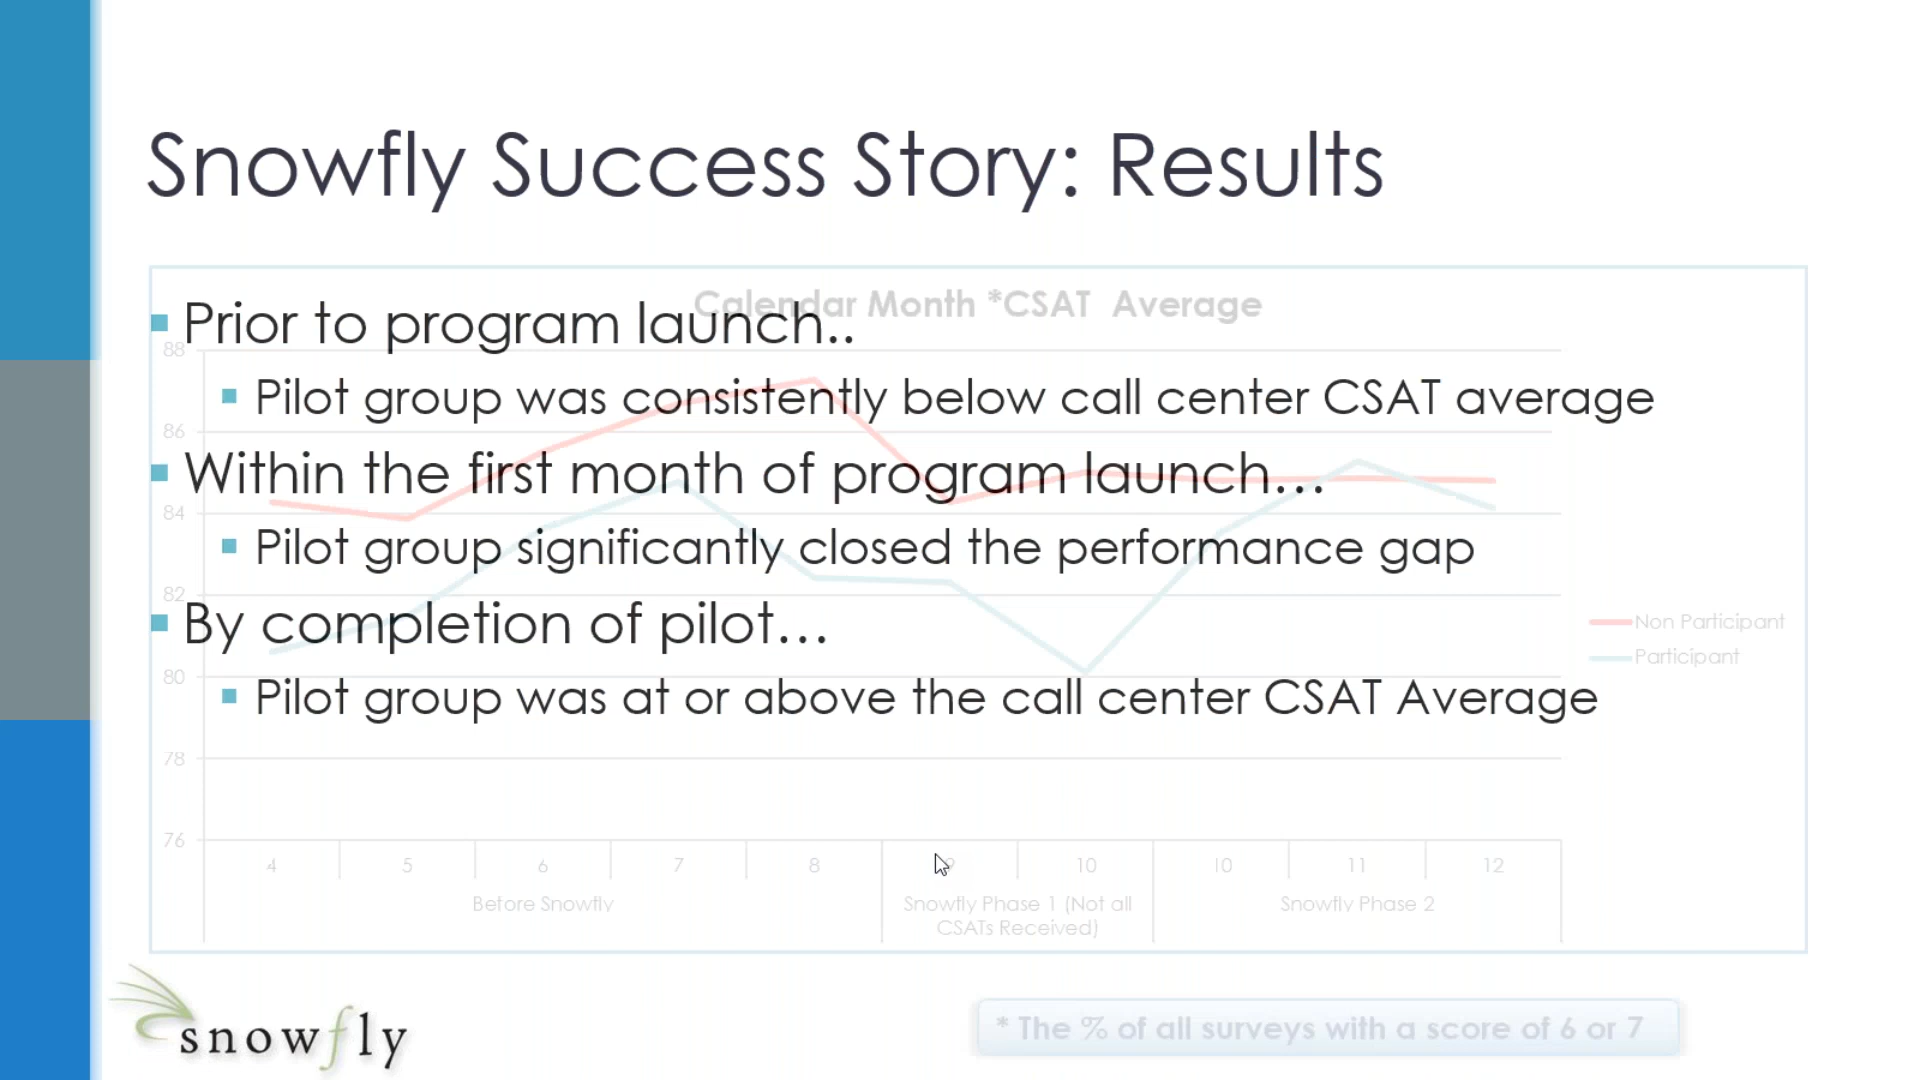 Snowfly Success Story: Results
Calendar Month *CSAT Average
Prior to program launch..
Pilot group was consistently below call center CSAT average
Within the first month of program launch...
Pilot group significantly closed the performance gap
By completion of pilot...
Pilot group was at or above the call center CSAT Average
88
86
84
82
80
78
76
Non Participant
Participant
4 5 6 7 8 9 10 10 11 12
Before Snowfly
Snowfly Phase 1 (Not all
CSATs Received)
Snowfly Phase 2
snowfly
* The % of all surveys with a score of 6 or 7